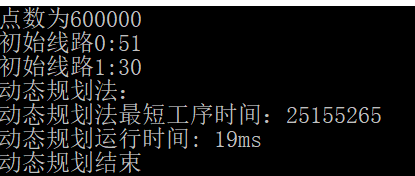 点数为600000
初始线路0:51
初始线路1:30
动态规划法：
动态规划法最短工序时间：25155265
动态规划运行时间: 19ms
动态规划结束